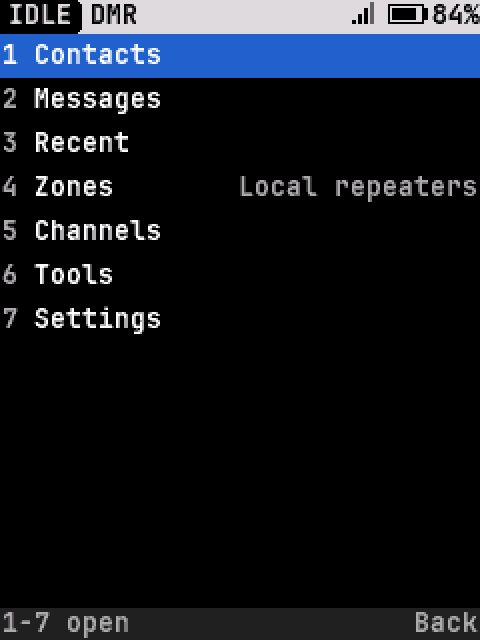 IDLE DMR 84%
1 Contacts
2 Messages
3 Recent
4 Zones Local repeaters
5 Channels
6 Tools
7 Settings
1-7 open Back